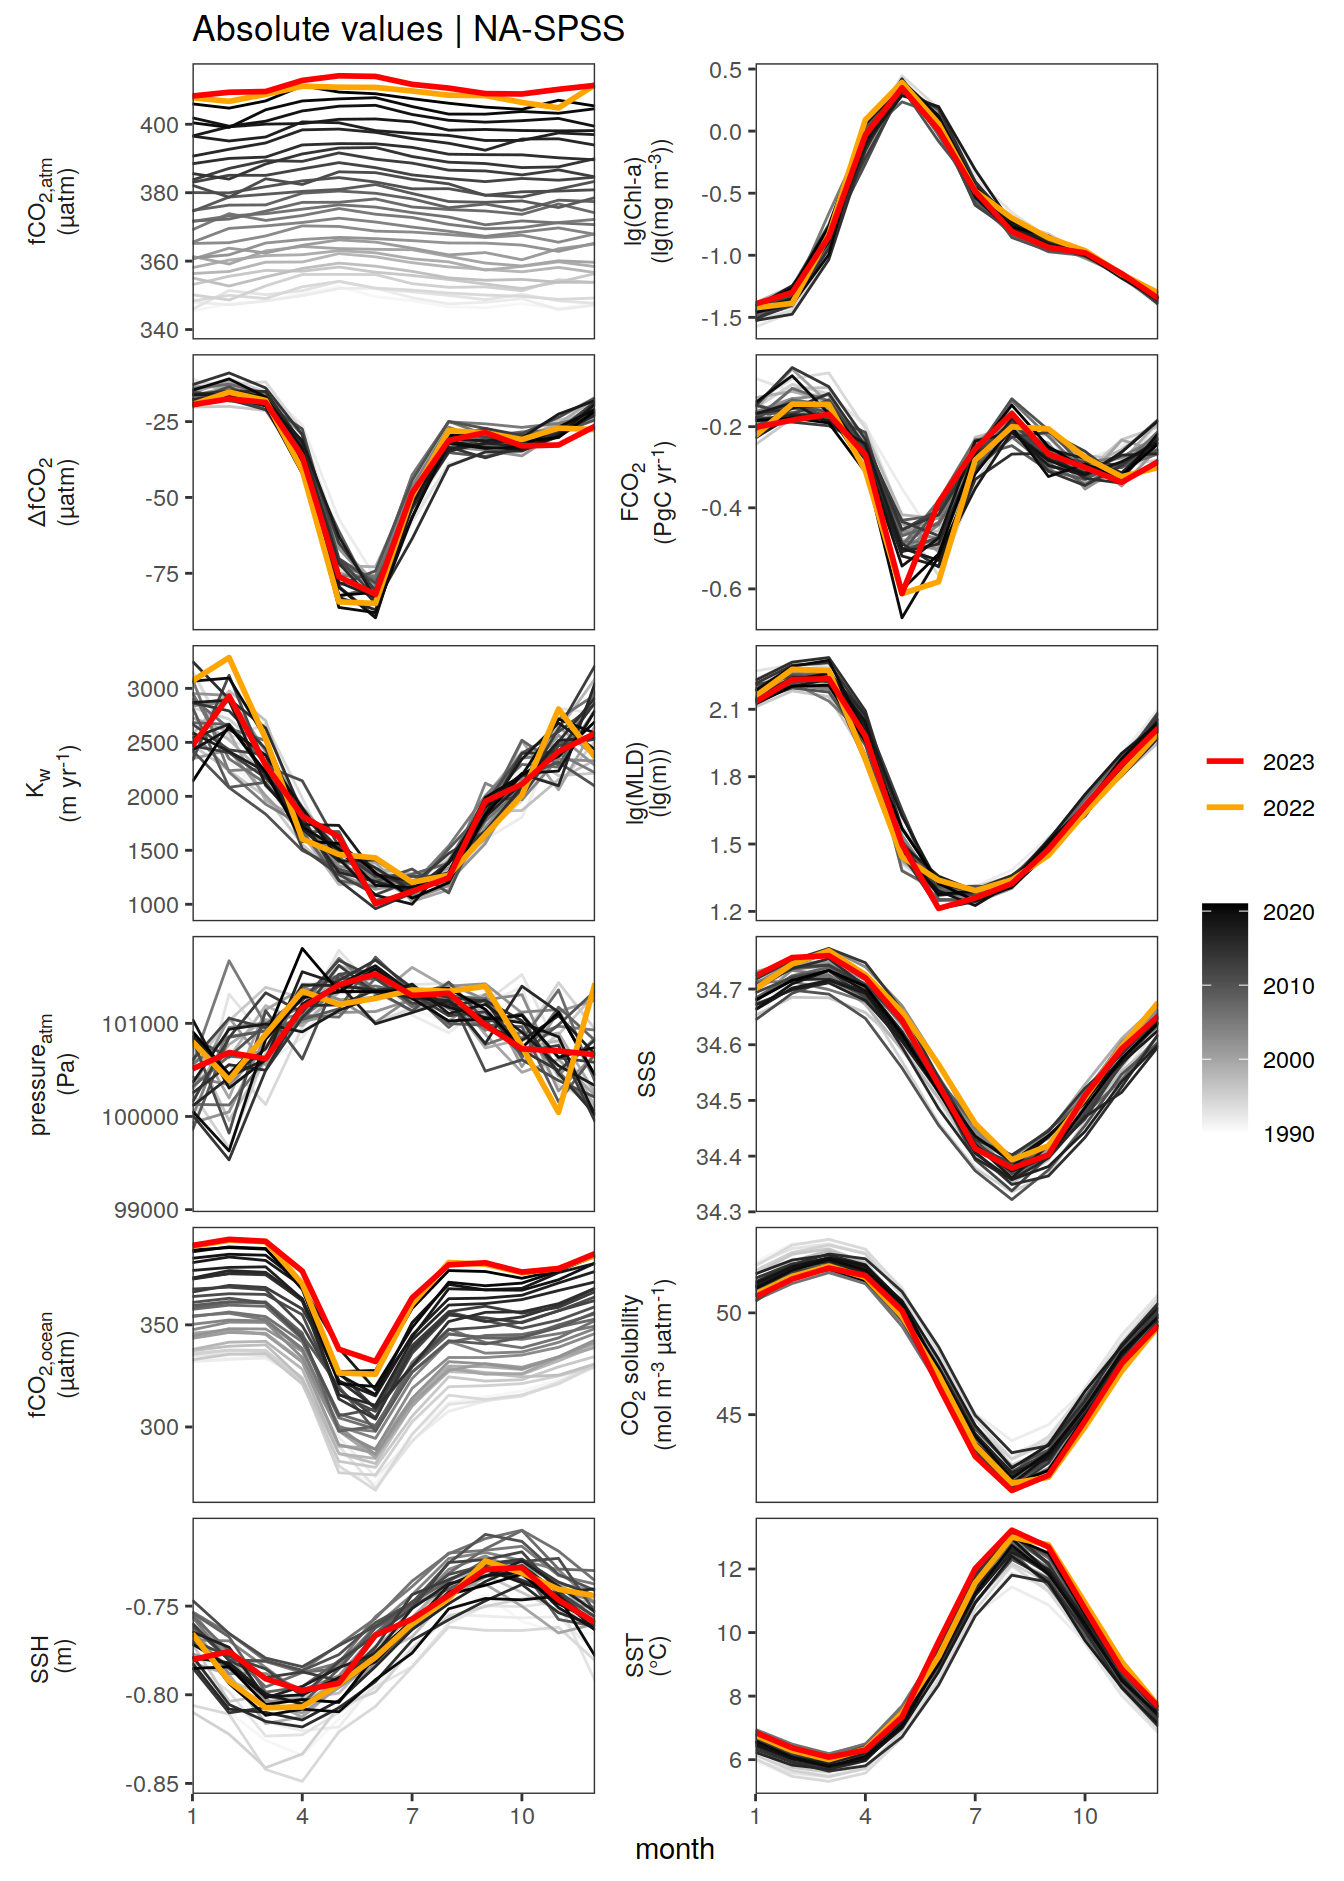 Absolute values | NA-SPSS
fCO2,atm
(µatm)
400
380
360
340
lg(Chl-a)
(lg(mg m-3))
0.5
0.0
-0.5
-1.0
-1.5
ΔfCO2
(µatm)
-25
-50
-75
FCO2
(PgC yr-1)
-0.2
-0.4
-0.6
Kw
(m yr-1)
3000
2500
2000
1500
1000
lg(MLD)
(lg(m))
2.1
1.8
1.5
1.2
pressureatm
(Pa)
101000
100000
99000
SSS
34.7
34.6
34.5
34.4
34.3
fCO2,ocean
(µatm)
350
300
CO2 solubility
(mol m-3 µatm-1)
50
45
SSH
(m)
-0.75
-0.80
-0.85
SST
(°C)
12
10
8
6
1 4 7 10
1 4 7 10
month
2023
2022
2020
2010
2000
1990